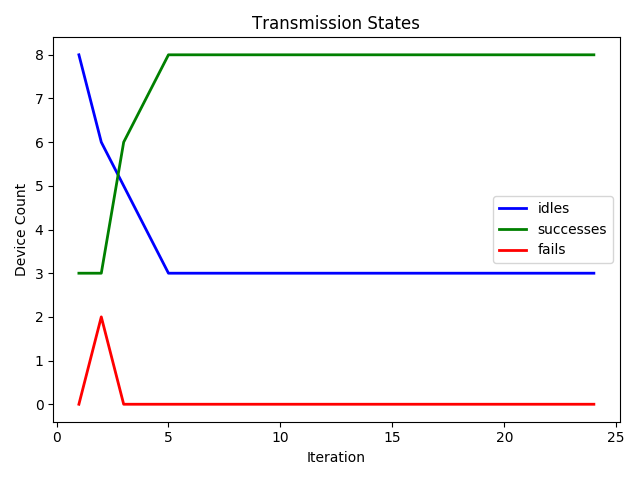 Transmission States
Device Count
8
7
6
5
4
3
2
1
0
idles
successes
fails
0 5 10 15 20 25
Iteration